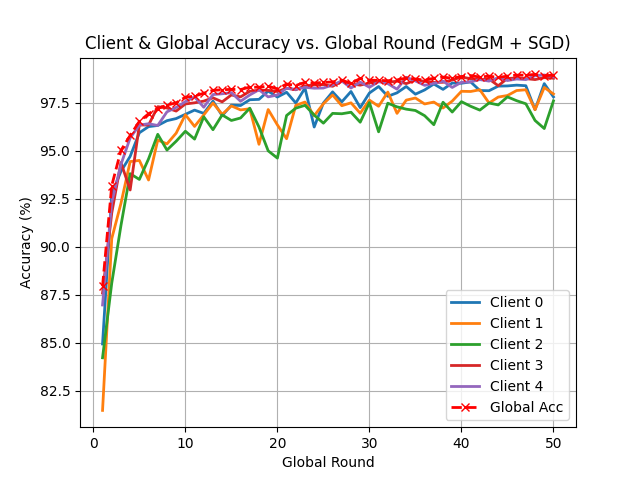 Client & Global Accuracy vs. Global Round (FedGM + SGD)
97.5
95.0
92.5
90.0
87.5
85.0
82.5
Accuracy (%)
Client 0
Client 1
Client 2
Client 3
Client 4
Global Acc
0 10 20 30 40 50
Global Round